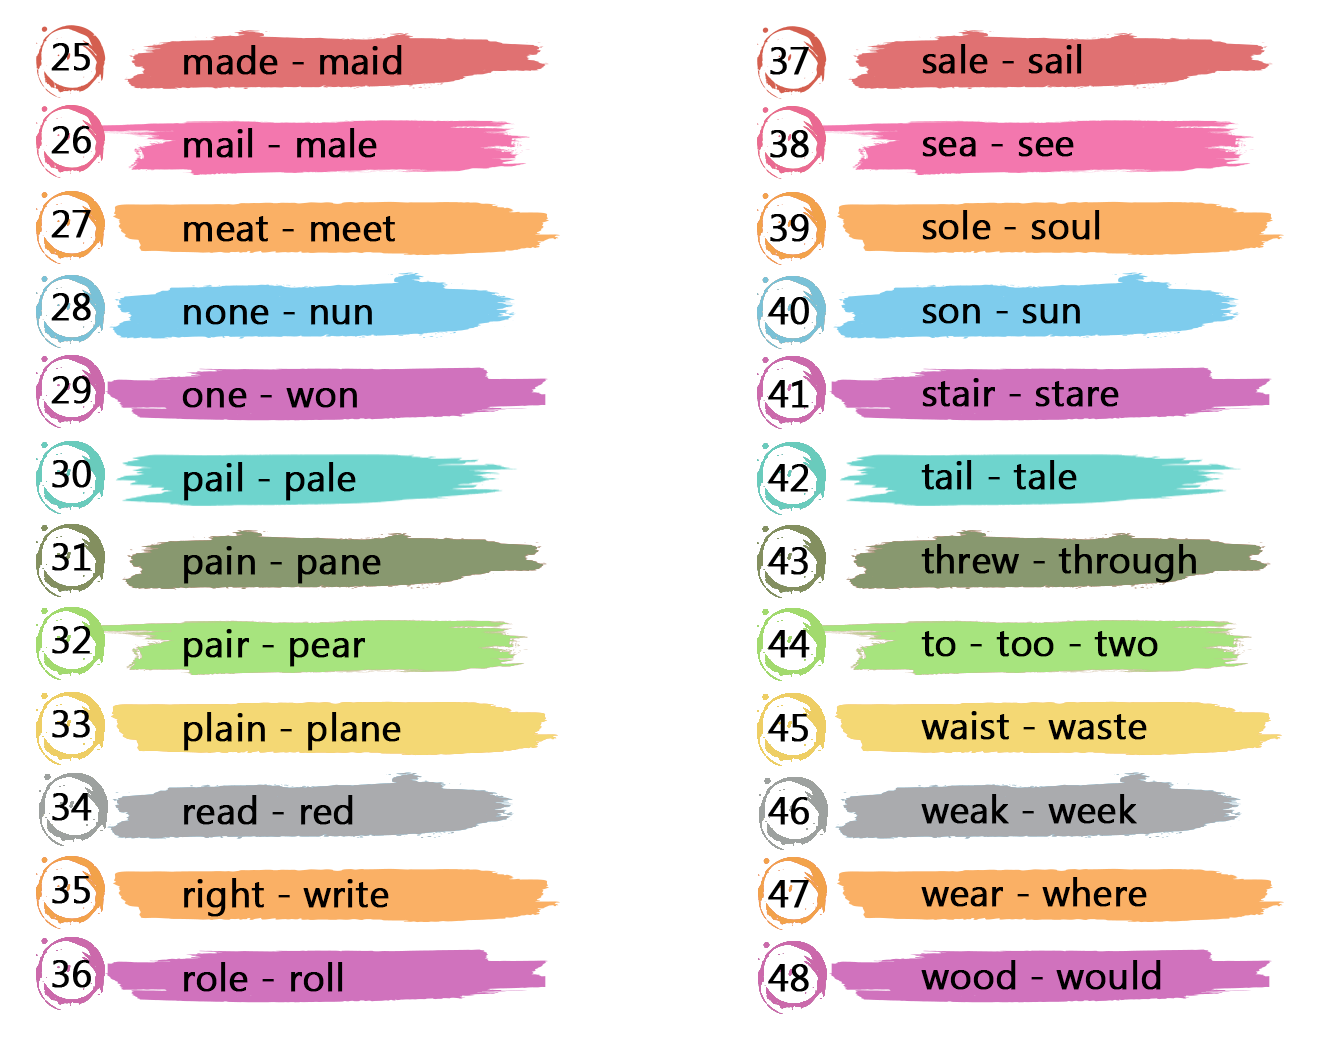 25 made - maid
26 mail - male
27 meat - meet
28 none - nun
29 one - won
30 pail - pale
31 pain - pane
32 pair - pear
33 plain - plane
34 read - red
35 right - write
36 role - roll
37 sale - sail
38 sea - see
39 sole - soul
40 son - sun
41 stair - stare
42 tail - tale
43 threw - through
44 to - too - two
45 waist - waste
46 weak - week
47 wear - where
48 wood - would